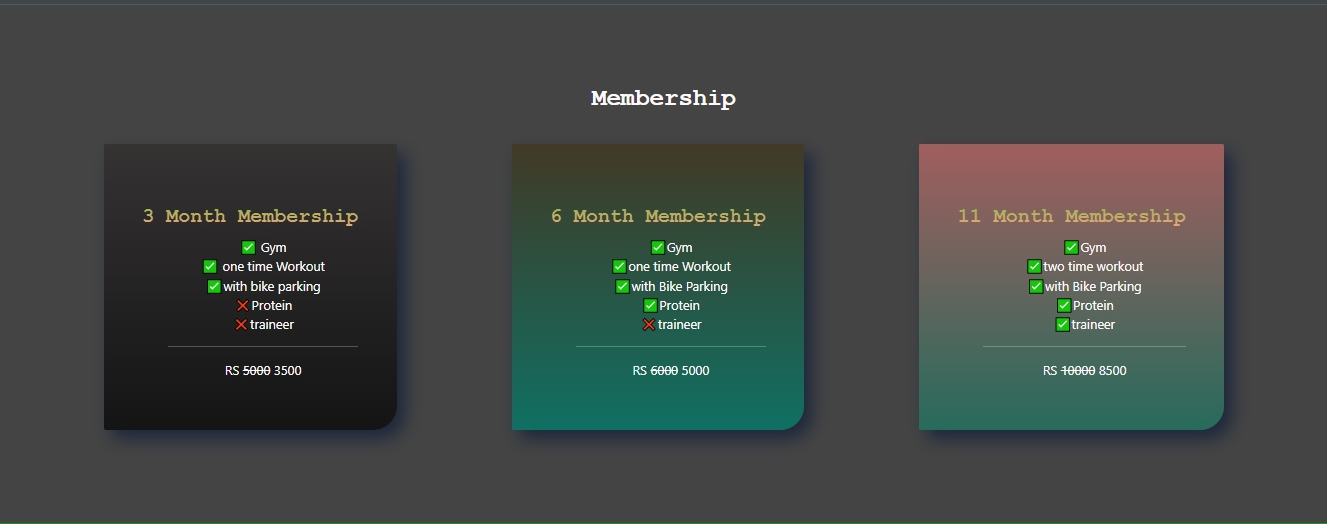 Membership
3 Month Membership
✅ Gym
✅ one time Workout
✅ with bike parking
❌ Protein
❌ traineer
RS 5000 3500
6 Month Membership
✅ Gym
✅ one time Workout
✅ with Bike Parking
✅ Protein
❌ traineer
RS 6000 5000
11 Month Membership
✅ Gym
✅ two time workout
✅ with Bike Parking
✅ Protein
✅ traineer
RS 10000 8500